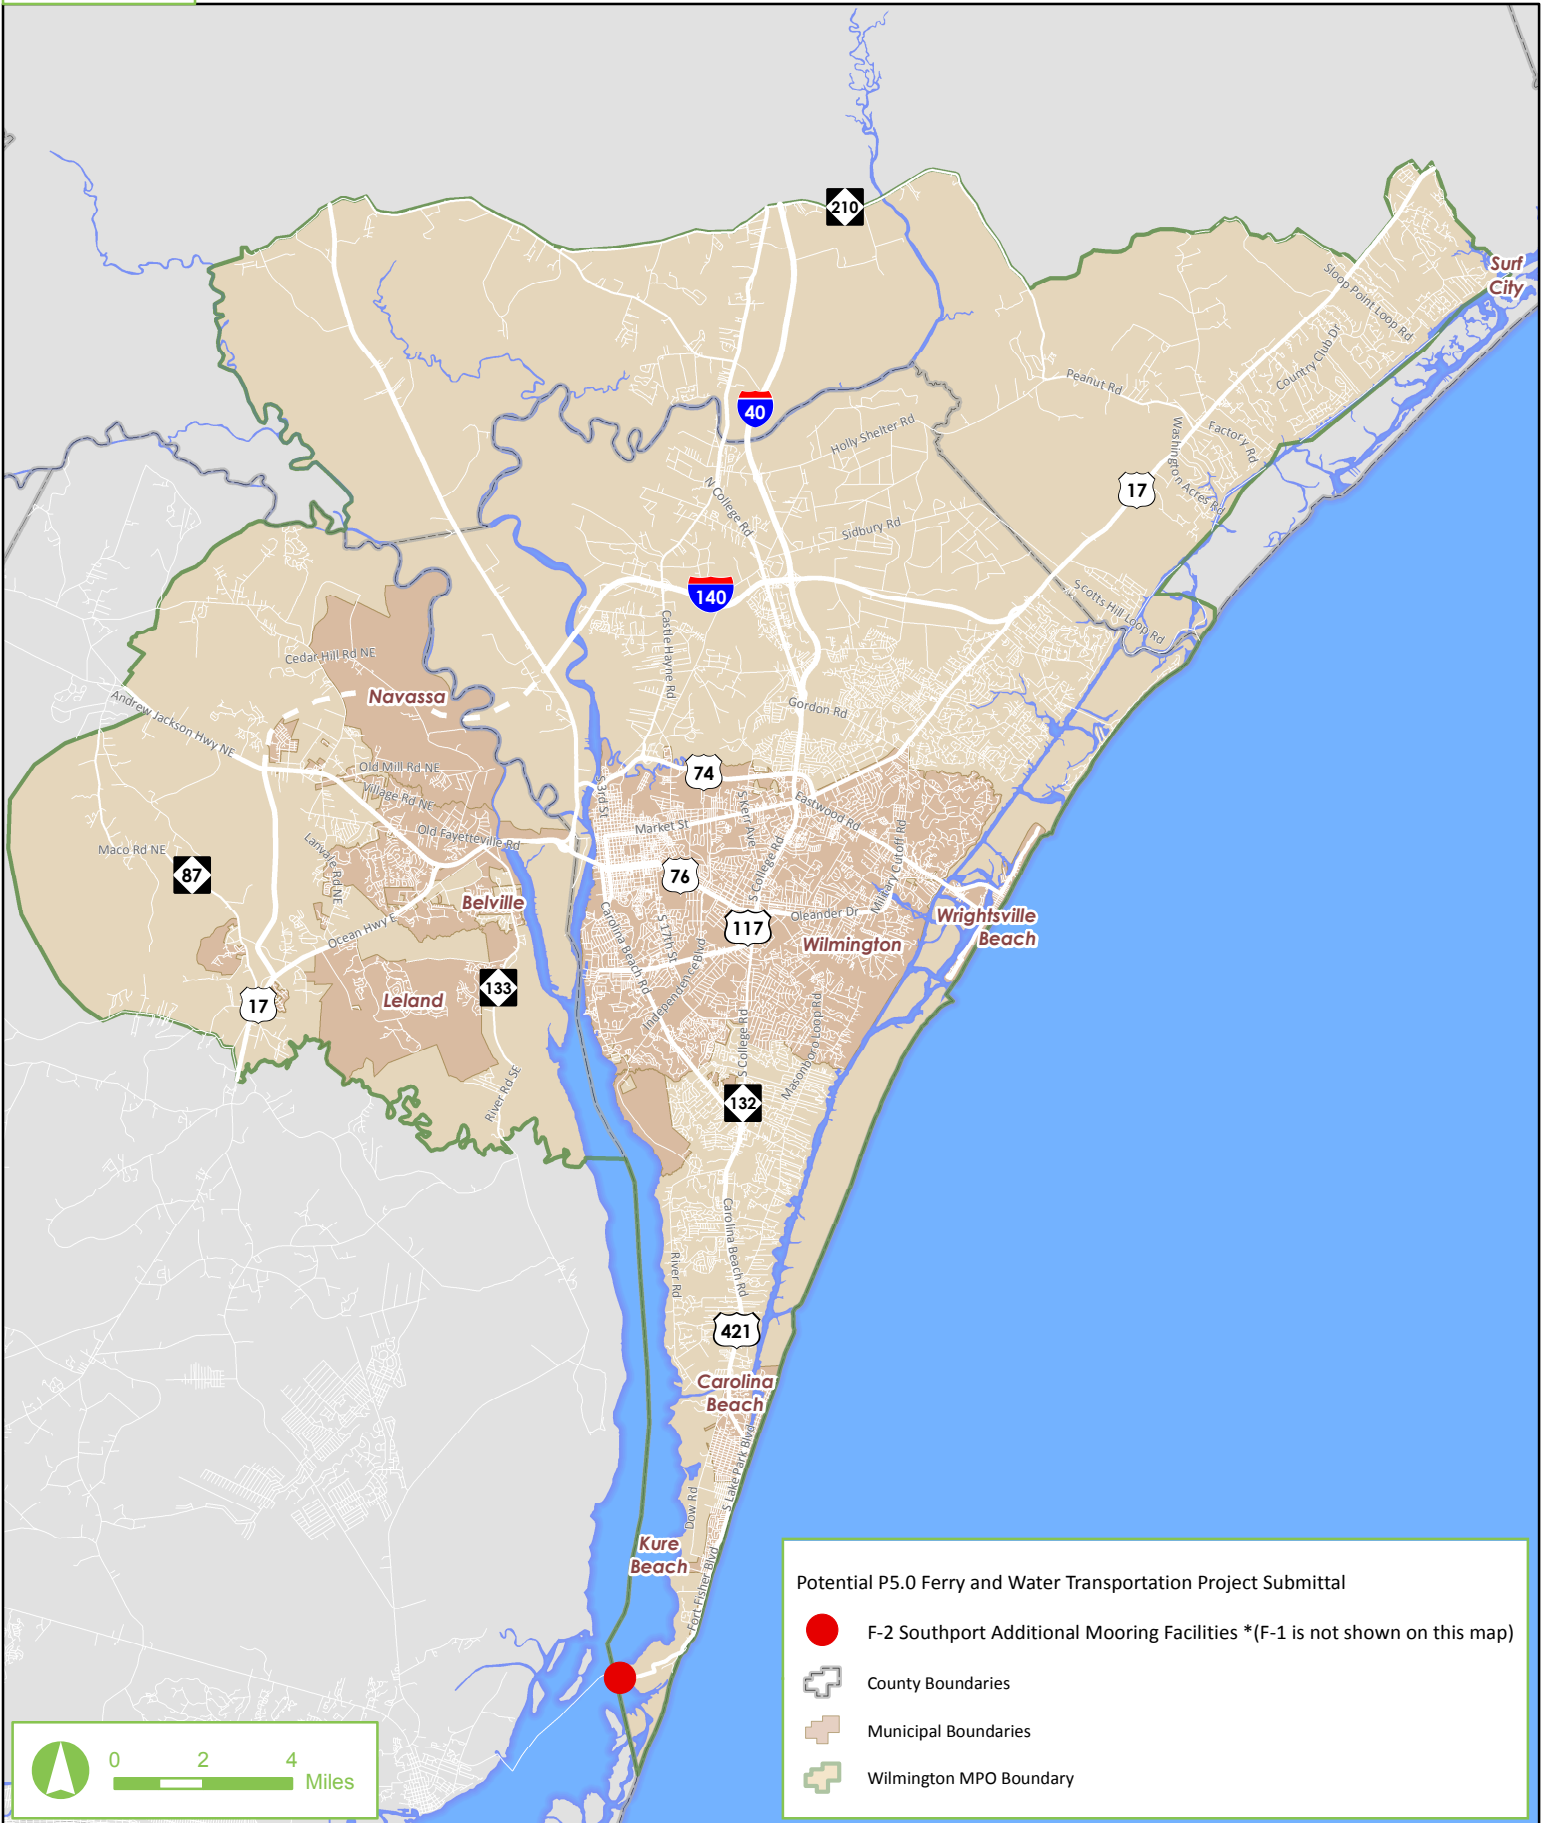 210
Surf
City
Sloop Point Loop Rd
Country Club Dr
Peanut Rd
40
Holly Shelter Rd
Factory Rd
Washington Acres Rd
17
N College Rd
Sidbury Rd
140
Scotts Hill Loop Rd
Castle Hayne Rd
Cedar Hill Rd NE
Navassa
Andrew Jackson Hwy NE
Gordon Rd
Old Mill Rd NE
74
Village Rd NE
S 3rd St
S Kerr Ave
Eastwood Rd
Market St
Old Fayetteville Rd
Lanvale Rd NE
Maco Rd NE
87
76
S College Rd
Military Cutoff Rd
Belville
Oleander Dr
Wrightsville
Beach
117
Wilmington
Carolina Beach Rd
S 17th St
Independence Blvd
Ocean Hwy E
133
Leland
17
S College Rd
Masonboro Loop Rd
River Rd SE
132
Carolina Beach Rd
River Rd
421
Carolina
Beach
S Lake Park Blvd
Dow Rd
Kure
Beach
Fort Fisher Blvd
Potential P5.0 Ferry and Water Transportation Project Submittal
F-2 Southport Additional Mooring Facilities *(F-1 is not shown on this map)
County Boundaries
Municipal Boundaries
Wilmington MPO Boundary
0 2 4
Miles